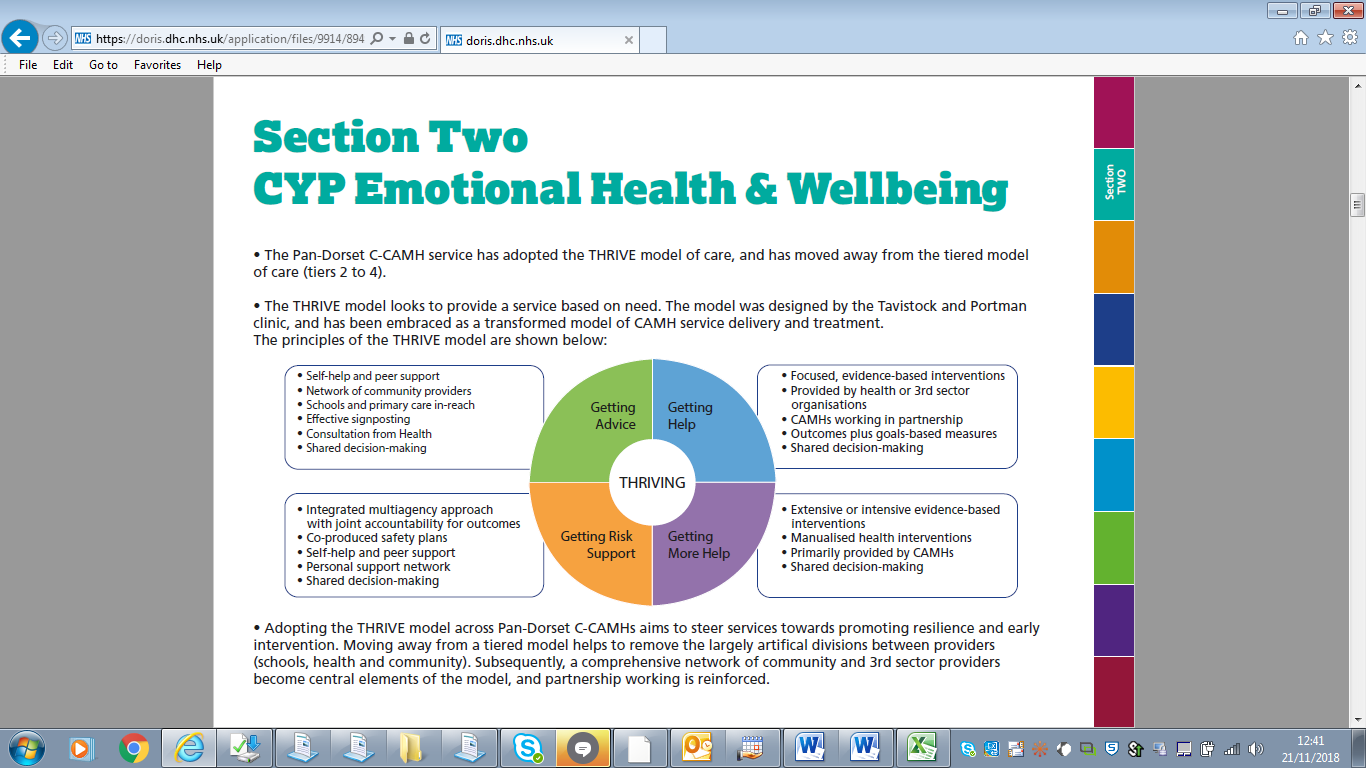 https://doris.dhc.nhs.uk/application/files/9914/894
NHS doris.dhc.nhs.uk
File Edit Go to Favorites Help
Section Two
CYP Emotional Health & Wellbeing
Section
TWO
• The Pan-Dorset C-CAMH service has adopted the THRIVE model of care, and has moved away from the tiered model
of care (tiers 2 to 4).
• The THRIVE model looks to provide a service based on need. The model was designed by the Tavistock and Portman
clinic, and has been embraced as a transformed model of CAMH service delivery and treatment.
The principles of the THRIVE model are shown below:
• Self-help and peer support
• Network of community providers
• Schools and primary care in-reach
• Effective signposting
• Consultation from Health
• Shared decision-making
Getting
Advice
Getting
Help
• Focused, evidence-based interventions
• Provided by health or 3rd sector
organisations
• CAMHs working in partnership
• Outcomes plus goals-based measures
• Shared decision-making
THRIVING
• Integrated multiagency approach
with joint accountability for outcomes
• Co-produced safety plans
• Self-help and peer support
• Personal support network
• Shared decision-making
Getting Risk
Support
Getting
More Help
• Extensive or intensive evidence-based
interventions
• Manualised health interventions
• Primarily provided by CAMHs
• Shared decision-making
• Adopting the THRIVE model across Pan-Dorset C-CAMHs aims to steer services towards promoting resilience and early
intervention. Moving away from a tiered model helps to remove the largely artifical divisions between providers
(schools, health and community). Subsequently, a comprehensive network of community and 3rd sector providers
become central elements of the model, and partnership working is reinforced.
12:41
21/11/2018